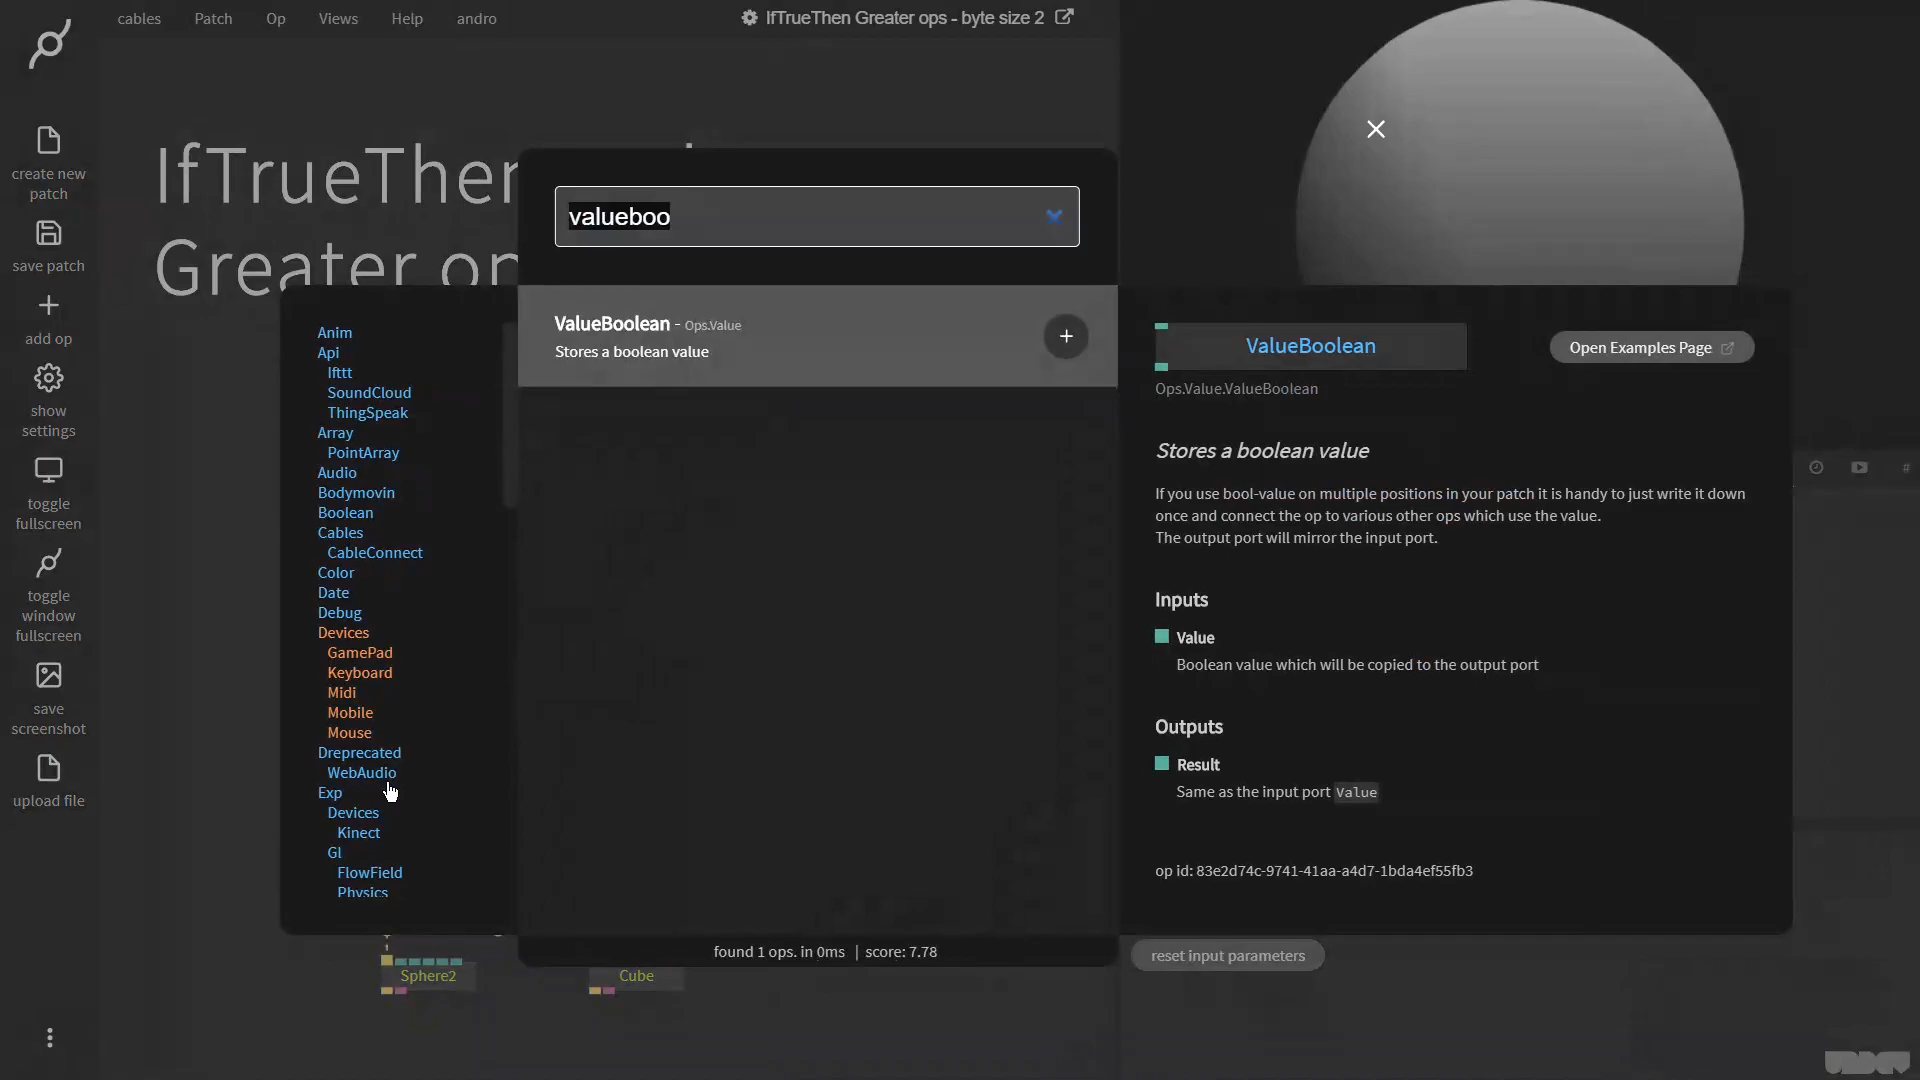 cables
Patch
Op
Views
Help
andro
IfTrueThen Greater ops - byte size 2
create new
patch
save patch
add op
show
settings
toggle
fullscreen
toggle
window
fullscreen
save
screenshot
upload file
IfTrueThen
Greater
valueboo
Anim
Api
Ifttt
SoundCloud
ThingSpeak
Array
PointArray
Audio
Bodymovin
Boolean
Cables
CableConnect
Color
Date
Debug
Devices
GamePad
Keyboard
Midi
Mobile
Mouse
Dreprecated
WebAudio
Exp
Devices
Kinect
Gl
FlowField
Physics
ValueBoolean - Ops.Value
Stores a boolean value
found 1 ops. in 0ms | score: 7.78
ValueBoolean
Open Examples Page
Ops.Value.ValueBoolean
Stores a boolean value
If you use bool-value on multiple positions in your patch it is handy to just write it down
once and connect the op to various other ops which use the value.
The output port will mirror the input port.
Inputs
Value
Boolean value which will be copied to the output port
Outputs
Result
Same as the input port Value
op id: 83e2d74c-9741-41aa-a4d7-1bda4ef55fb3
reset input parameters
Sphere2
Cube